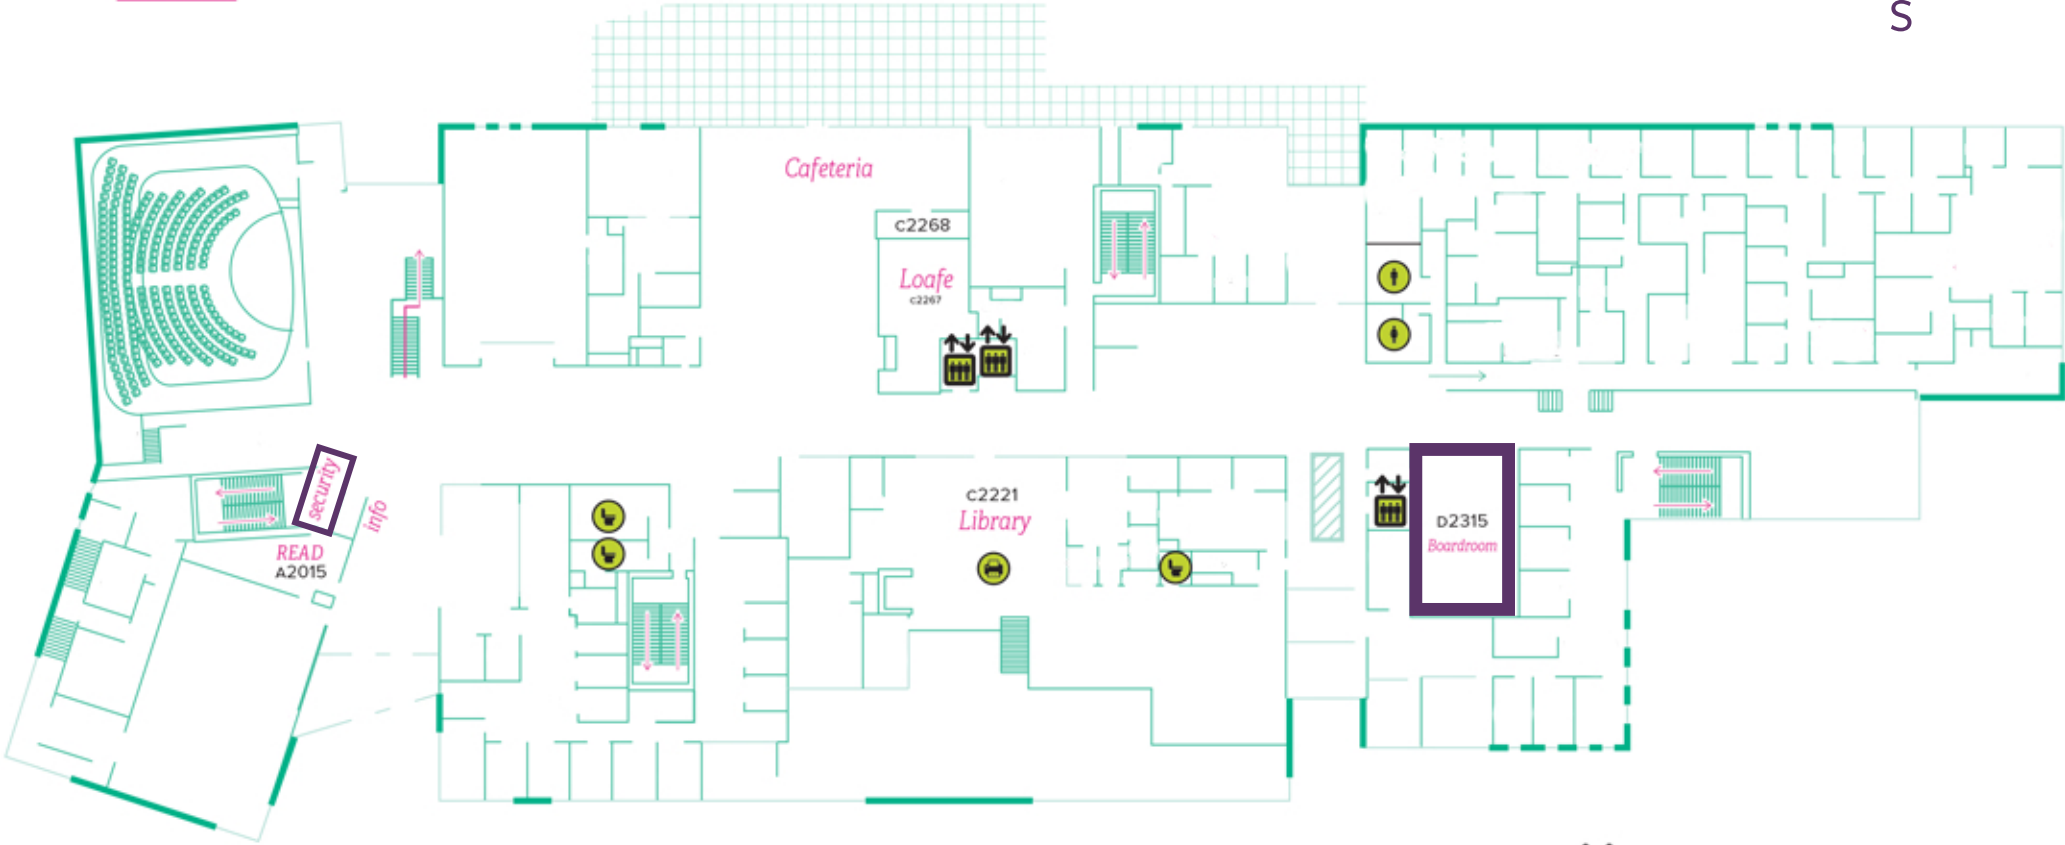 S
Cafeteria
C2268
Loafe
C2267
security
info
READ
A2015
C2221
Library
D2315
Boardroom